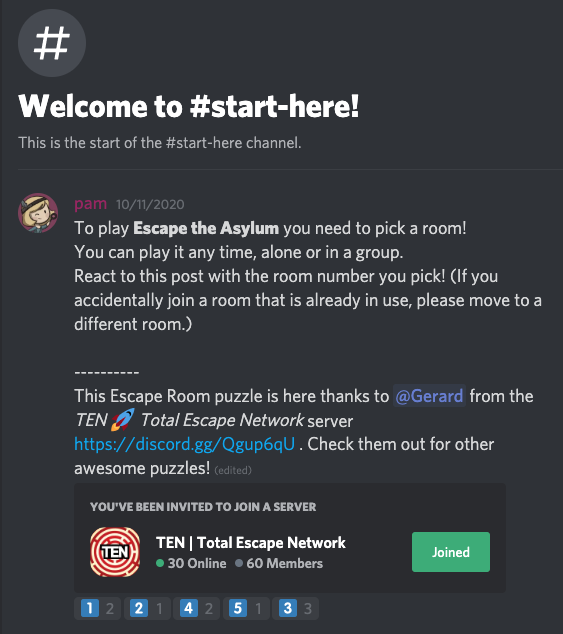 #
Welcome to #start-here!
This is the start of the #start-here channel.
pam 10/11/2020
To play Escape the Asylum you need to pick a room!
You can play it any time, alone or in a group.
React to this post with the room number you pick! (If you
accidentally join a room that is already in use, please move to a
different room.)
----------
This Escape Room puzzle is here thanks to @Gerard from the
TEN 🚀 Total Escape Network server
https://discord.gg/Qgup6qU . Check them out for other
awesome puzzles! (edited)
YOU'VE BEEN INVITED TO JOIN A SERVER
TEN
TEN | Total Escape Network
30 Online 60 Members
Joined
1 2 2 1 4 2 5 1 3 3